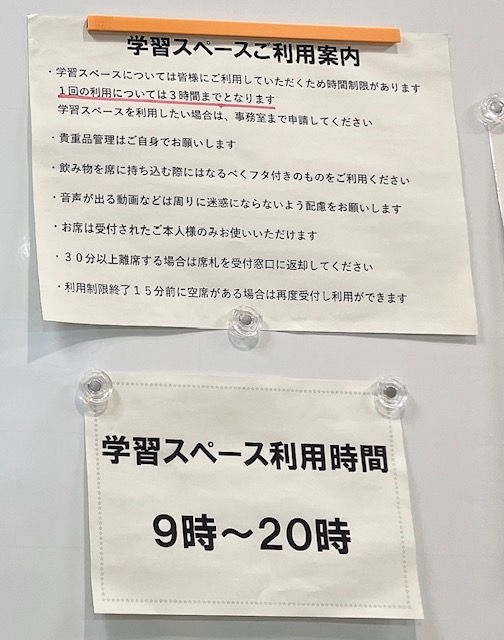 学習スペースご利用案内
・学習スペースについては皆様にご利用していただくため時間制限があります
１回の利用については３時間までとなります
学習スペースを利用したい場合は、事務室まで申請してください
・貴重品管理はご自身でお願いします
・飲み物を席に持ち込む際にはなるべくフタ付きのものをご利用ください
・音声が出る動画などは周りに迷惑にならないよう配慮をお願いします
・お席は受付されたご本人様のみお使いいただけます
・３０分以上離席する場合は席札を受付窓口に返却してください
・利用制限終了１５分前に空席がある場合は再度受付し利用ができます
学習スペース利用時間
9時～20時